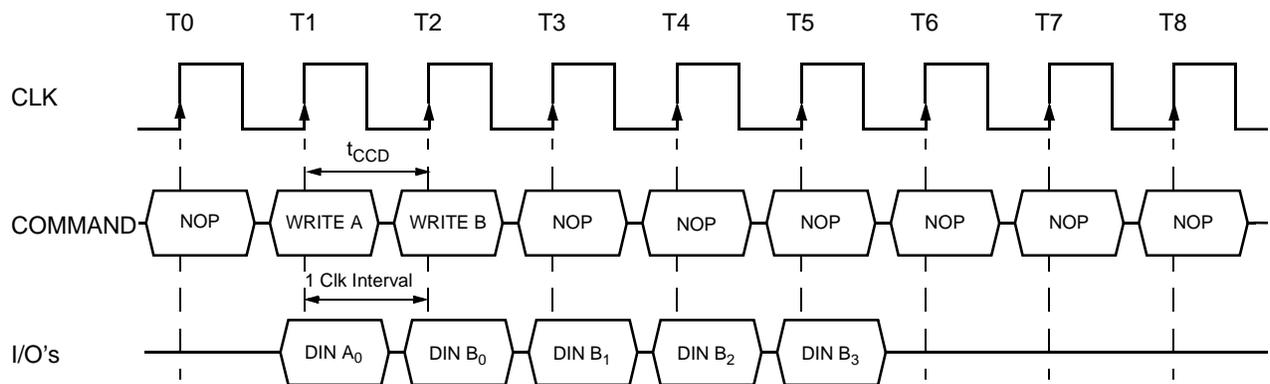 T0 T1 T2 T3 T4 T5 T6 T7 T8
CLK
tCCD
COMMAND NOP WRITE A WRITE B NOP NOP NOP NOP NOP NOP
1 Clk Interval
I/O's DIN A0 DIN B0 DIN B1 DIN B2 DIN B3